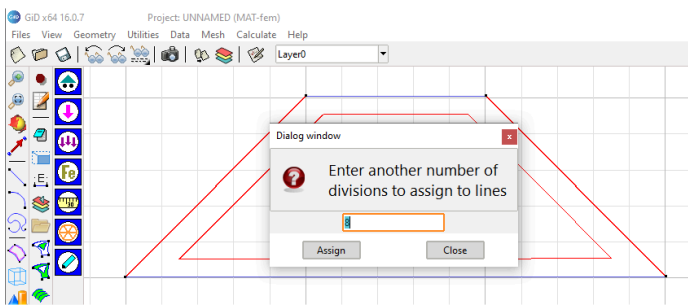 GiD x64 16.0.7 Project: UNNAMED (MAT-fem)
Files View Geometry Utilities Data Mesh Calculate Help
Layer0
Dialog window
x
Enter another number of
divisions to assign to lines
Assign Close
Fe
.E.